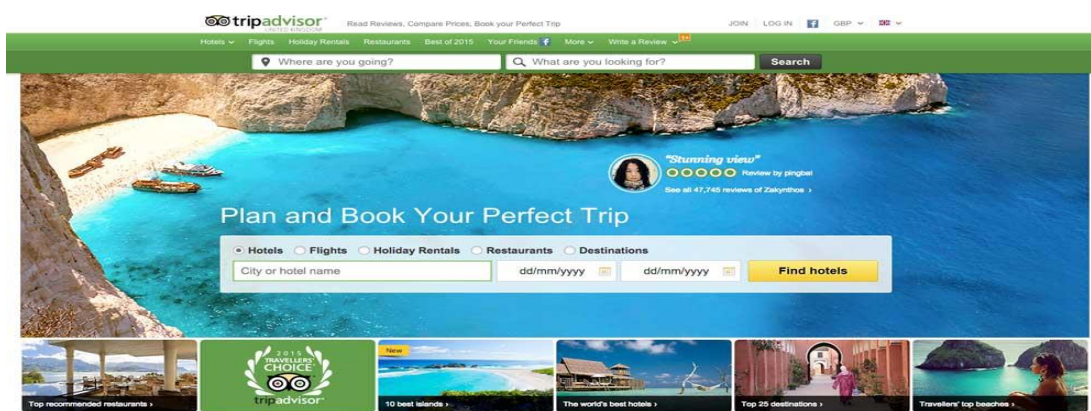 tripadvisor
UNITED KINGDOM
Read Reviews, Compare Prices, Book your Perfect Trip
JOIN LOG IN f GBP
Hotels Flights Holiday Rentals Restaurants Best of 2015 Your Friends f More Write a Review
Where are you going? What are you looking for? Search
"Stunning view"
Review by pingbel
See all 47,745 reviews of Zakynthos ›
Plan and Book Your Perfect Trip
Hotels Flights Holiday Rentals Restaurants Destinations
City or hotel name dd/mm/yyyy dd/mm/yyyy Find hotels
2015
TRAVELLERS'
CHOICE
tripadvisor
New
Top recommended restaurants ›
10 best islands ›
The world's best hotels ›
Top 25 destinations ›
Travellers' top beaches ›